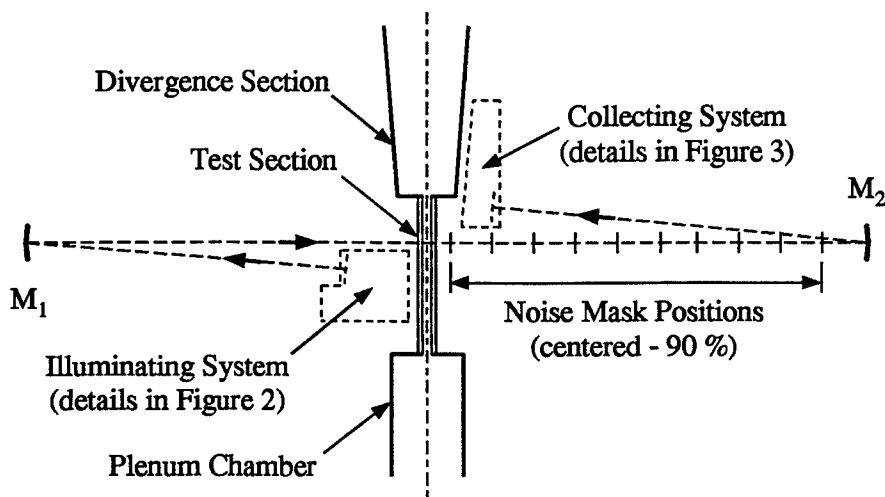 Divergence Section
Collecting System
(details in Figure 3)
Test Section
M2
M1
Noise Mask Positions
(centered - 90 %)
Illuminating System
(details in Figure 2)
Plenum Chamber